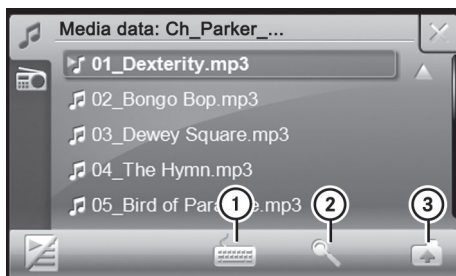 Media data: Ch_Parker_...
01_Dexterity.mp3
02_Bongo Bop.mp3
03_Dewey Square.mp3
04_The Hymn.mp3
05_Bird of Para e.mp3
1 2 3